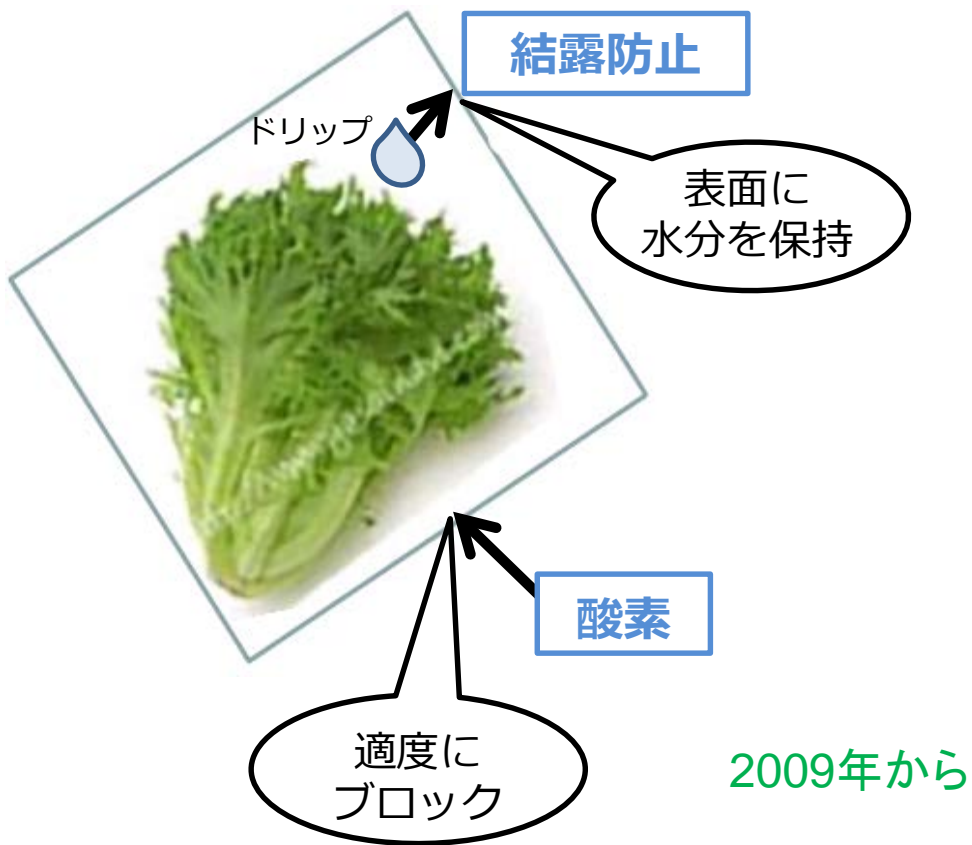 結露防止
ドリップ
表面に
水分を保持
酸素
適度に
ブロック
2009年から